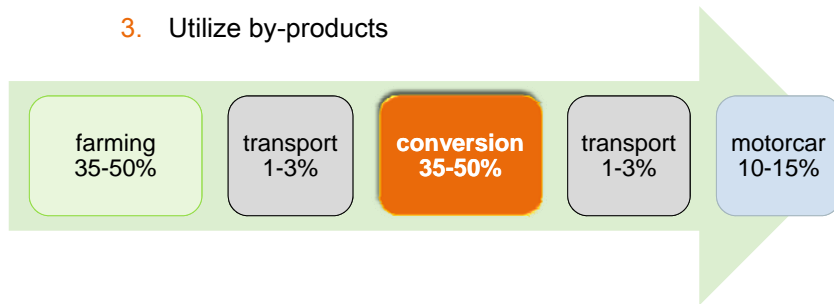 3. Utilize by-products
farming
35-50%
transport
1-3%
conversion
35-50%
transport
1-3%
motorcar
10-15%